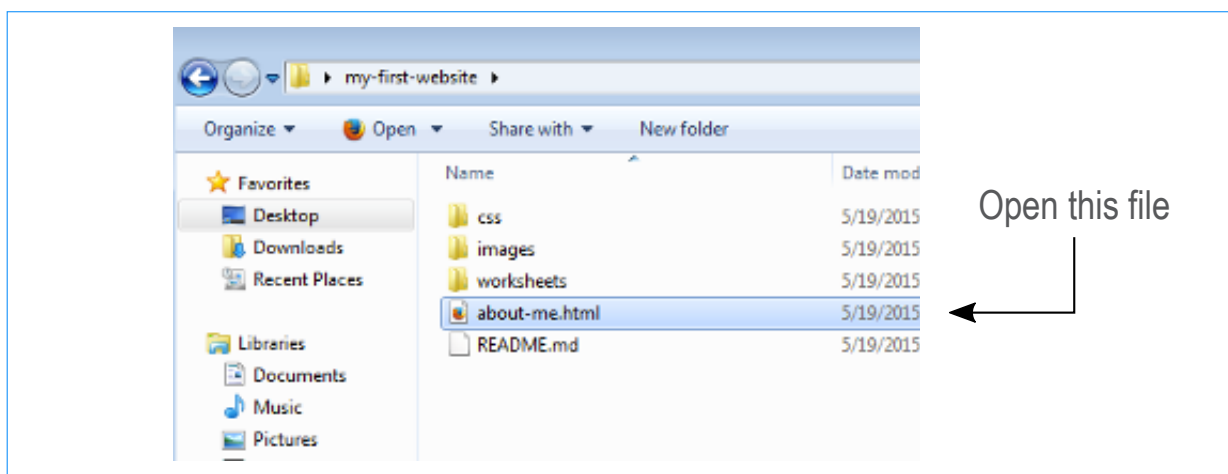 my-first-website
Organize Open Share with New folder
Name Date mod
Favorites
Desktop
Downloads
Recent Places
Libraries
Documents
Music
Pictures
css 5/19/2015
images 5/19/2015
worksheets 5/19/2015
about-me.html 5/19/2015
README.md 5/19/2015
Open this file